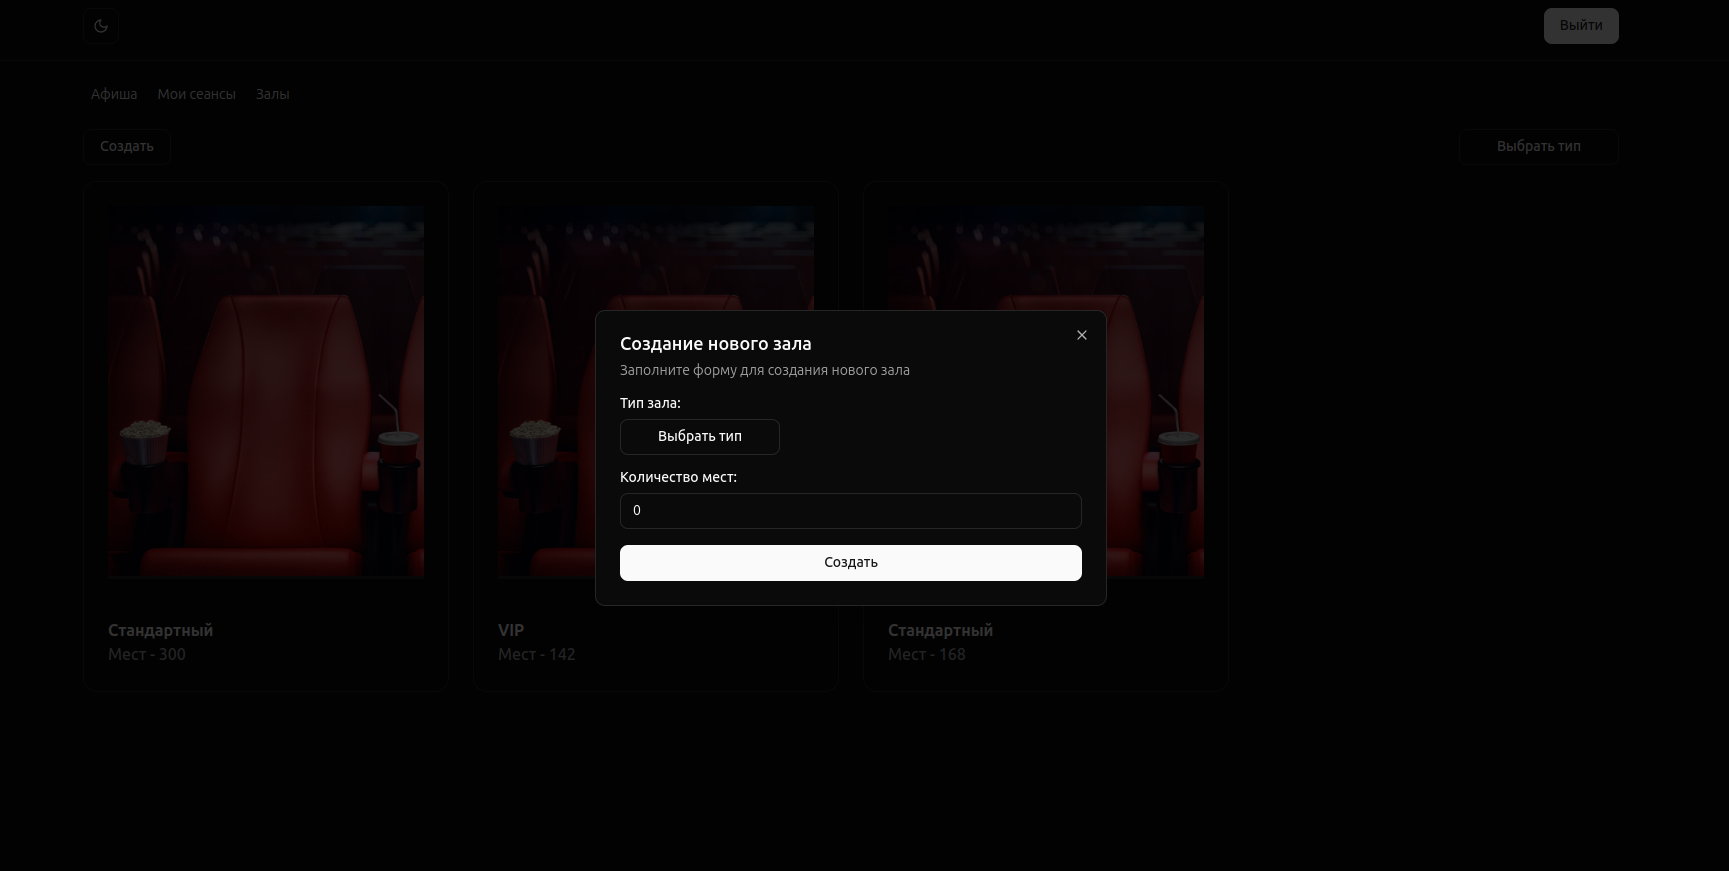 Выйти
Афиша Мои сеансы Залы
Создать Выбрать тип
Создание нового зала
Заполните форму для создания нового зала
Тип зала:
Выбрать тип
Количество мест:
0
Создать
Стандартный VIP Стандартный
Мест - 300 Мест - 142 Мест - 168